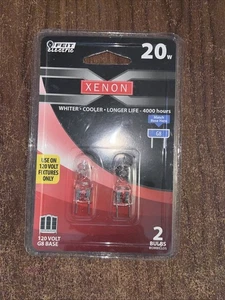 FEIT
electric
20w
XENON
WHITER • COOLER • LONGER LIFE - 4000 hours
G8
USE ON
120 VOLT
FIXTURES
ONLY
120 VOLT
G8 BASE
2
BULBS